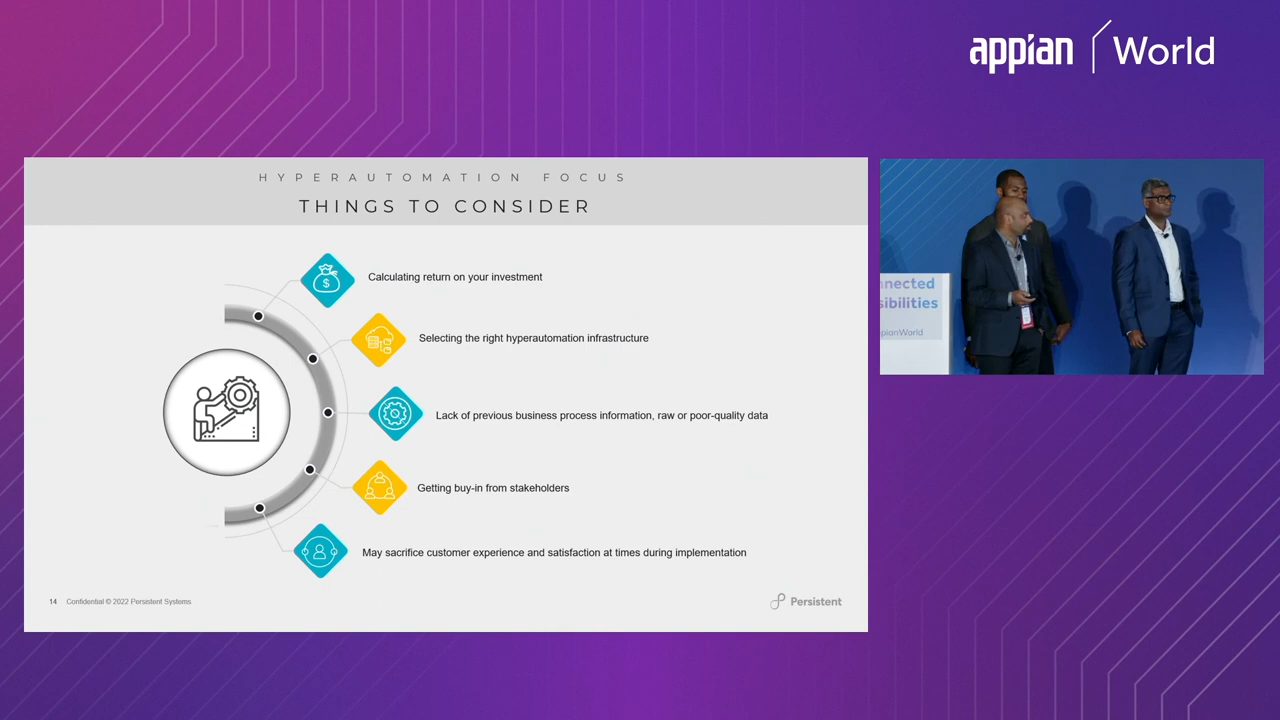 appian World
HYPERAUTOMATION FOCUS
THINGS TO CONSIDER
Calculating return on your investment
Selecting the right hyperautomation infrastructure
Lack of previous business process information, raw or poor-quality data
Getting buy-in from stakeholders
May sacrifice customer experience and satisfaction at times during implementation
14 Confidential © 2022 Persistent Systems
Persistent
nnected
sibilities
pianWorld